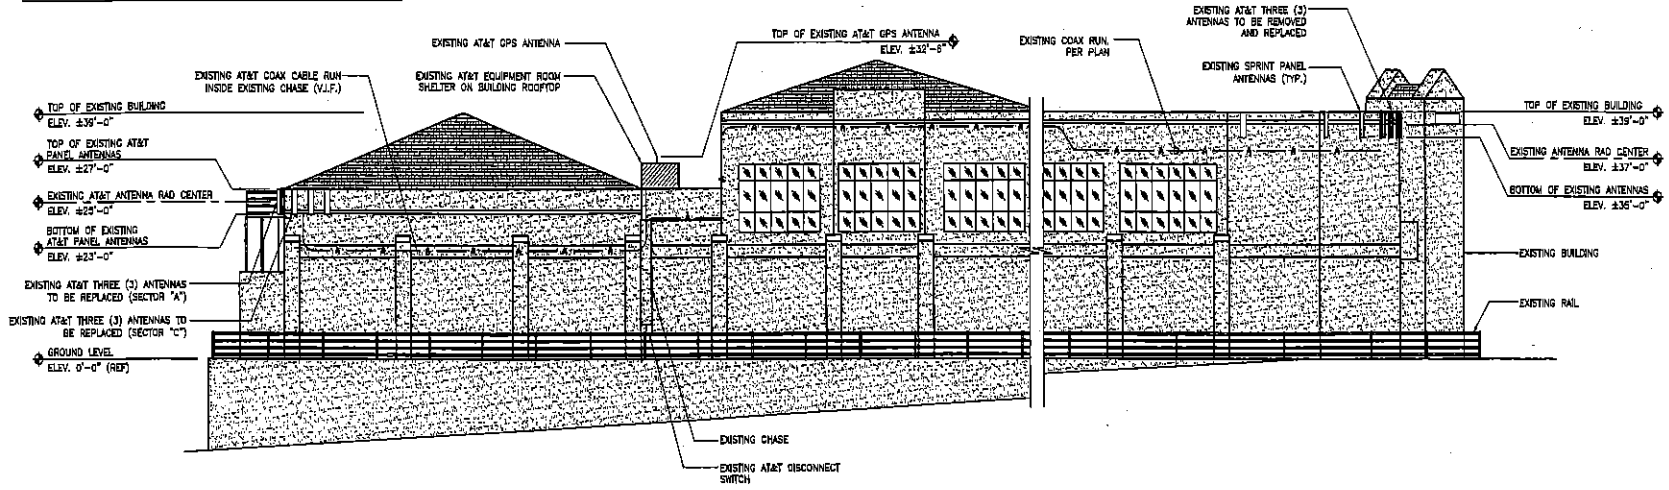 EXISTING AT&T THREE (3)
ANTENNAS TO BE REMOVED
AND REPLACED
EXISTING AT&T GPS ANTENNA
TOP OF EXISTING AT&T GPS ANTENNA
ELEV. ±32'-6"
EXISTING COAX RUN,
PER PLAN
EXISTING AT&T COAX CABLE RUN
INSIDE EXISTING CHASE (V.I.F.)
EXISTING AT&T EQUIPMENT ROOM
SHELTER ON BUILDING ROOFTOP
EXISTING SPRINT PANEL
ANTENNAS (TYP.)
TOP OF EXISTING BUILDING
ELEV. ±39'-0"
TOP OF EXISTING AT&T
PANEL ANTENNAS
ELEV. ±27'-0"
EXISTING AT&T ANTENNA RAD CENTER
ELEV. ±25'-0"
BOTTOM OF EXISTING
AT&T PANEL ANTENNAS
ELEV. ±23'-0"
EXISTING AT&T THREE (3) ANTENNAS
TO BE REPLACED (SECTOR "A")
EXISTING AT&T THREE (3) ANTENNAS TO
BE REPLACED (SECTOR "C")
GROUND LEVEL
ELEV. 0'-0" (REF)
TOP OF EXISTING BUILDING
ELEV. ±39'-0"
EXISTING ANTENNA RAD CENTER
ELEV. ±37'-0"
BOTTOM OF EXISTING ANTENNAS
ELEV. ±35'-0"
EXISTING BUILDING
EXISTING RAIL
EXISTING CHASE
EXISTING AT&T DISCONNECT
SWITCH